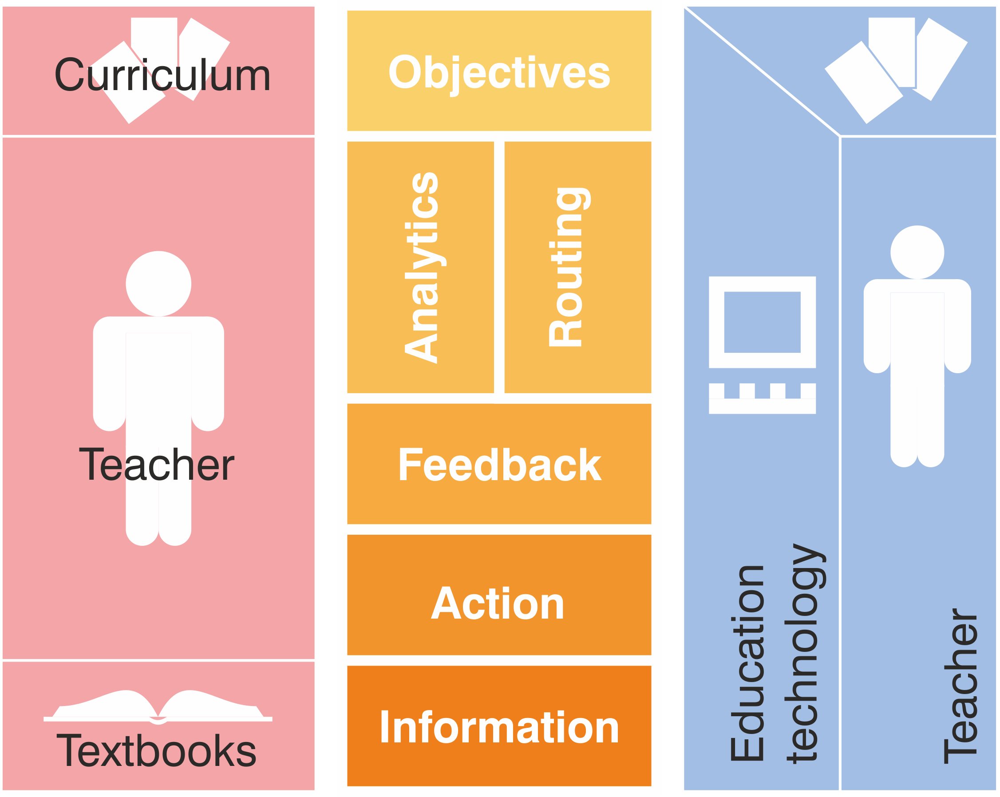 Curriculum
Teacher
Textbooks
Objectives
Analytics
Routing
Feedback
Action
Information
Education
technology
Teacher